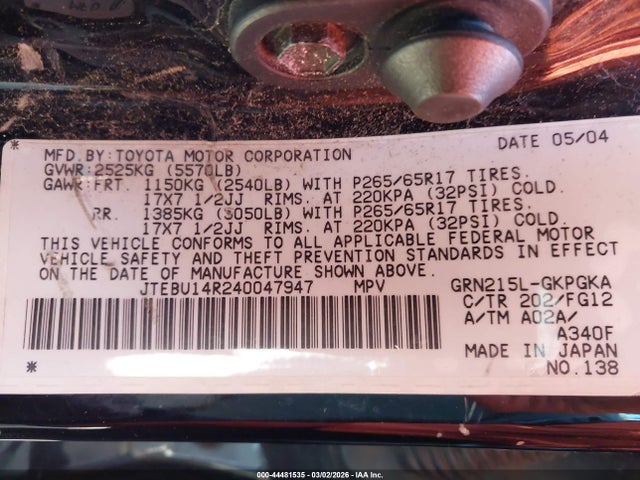 * DATE 05/04
MFD.BY:TOYOTA MOTOR CORPORATION
GVWR:2525KG (5570LB)
GAWR:FRT. 1150KG (2540LB) WITH P265/65R17 TIRES.
17X7 1/2JJ RIMS. AT 220KPA (32PSI) COLD.
RR. 1385KG (3050LB) WITH P265/65R17 TIRES.
17X7 1/2JJ RIMS. AT 220KPA (32PSI) COLD.
THIS VEHICLE CONFORMS TO ALL APPLICABLE FEDERAL MOTOR
VEHICLE SAFETY AND THEFT PREVENTION STANDARDS IN EFFECT
ON THE DATE OF MANUFACTURE SHOWN ABOVE.
JTEBU14R240047947 MPV GRN215L-GKPGKA
C/TR 202/FG12
A/TM A02A/
A340F
MADE IN JAPAN
* NO.138
000-44481535 - 03/02/2026 - IAA Inc.